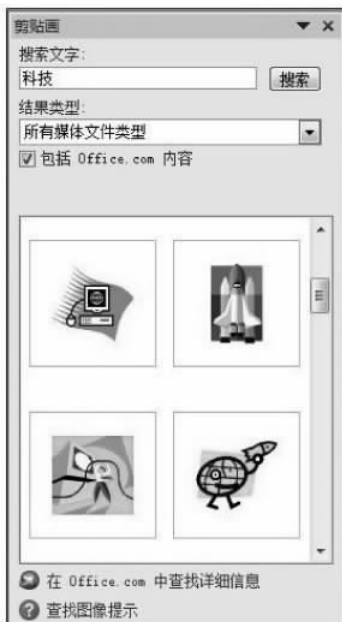 剪贴画
搜索文字:
科技
搜索
结果类型:
所有媒体文件类型
包括 Office.com 内容
在 Office.com 中查找详细信息
查找图像提示